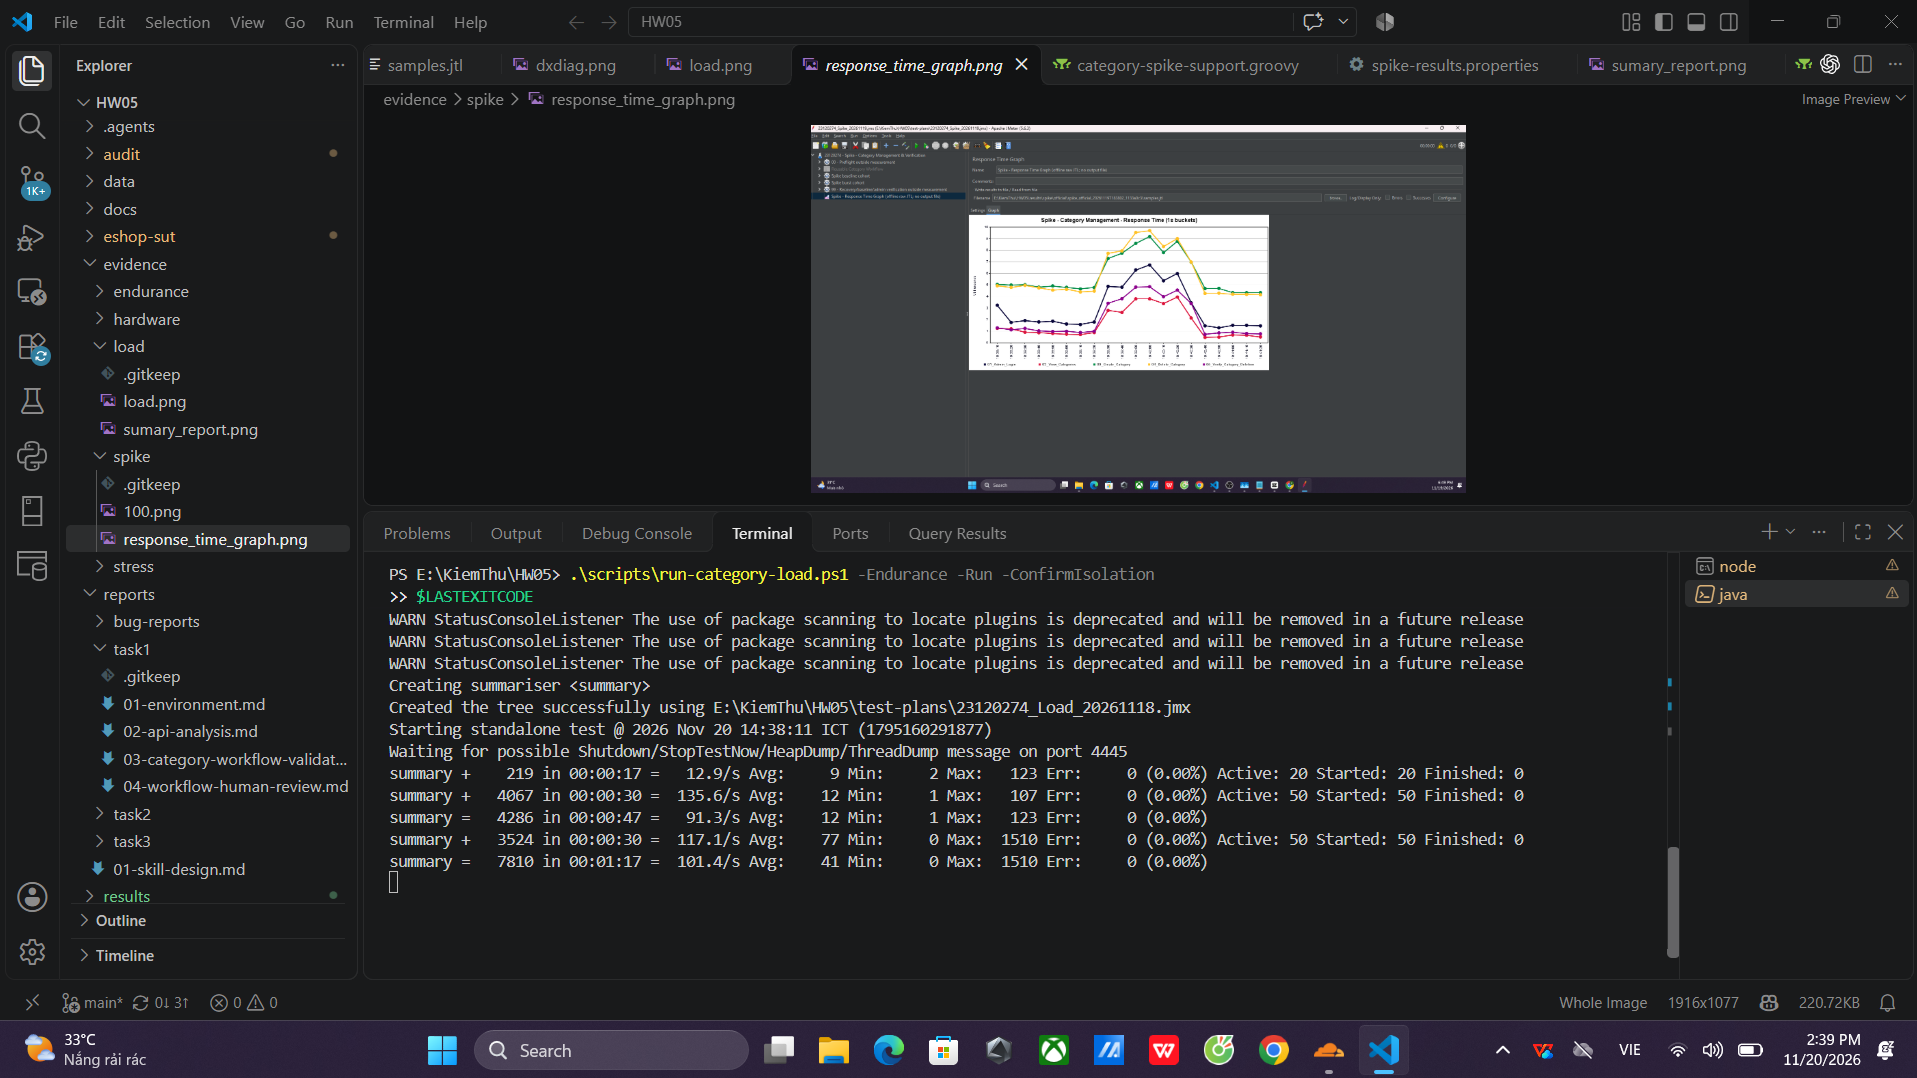 File Edit Selection View Go Run Terminal Help
HW05
Explorer
samples.jtl
dxdiag.png
load.png
response_time_graph.png
category-spike-support.groovy
spike-results.properties
sumary_report.png
evidence
spike
response_time_graph.png
Image Preview
HW05
.agents
audit
data
docs
eshop-sut
evidence
endurance
hardware
load
.gitkeep
load.png
sumary_report.png
spike
.gitkeep
100.png
response_time_graph.png
stress
reports
bug-reports
task1
.gitkeep
01-environment.md
02-api-analysis.md
03-category-workflow-validat...
04-workflow-human-review.md
task2
task3
01-skill-design.md
results
Outline
Timeline
1K+
Response Time Graph
Spike - Category Management - Response Time (1s buckets)
Problems Output Debug Console Terminal Ports Query Results
PS E:\KiemThu\HW05> .\scripts\run-category-load.ps1 -Endurance -Run -ConfirmIsolation
>> $LASTEXITCODE
WARN StatusConsoleListener The use of package scanning to locate plugins is deprecated and will be removed in a future release
WARN StatusConsoleListener The use of package scanning to locate plugins is deprecated and will be removed in a future release
WARN StatusConsoleListener The use of package scanning to locate plugins is deprecated and will be removed in a future release
Creating summariser <summary>
Created the tree successfully using E:\KiemThu\HW05\test-plans\23120274_Load_20261118.jmx
Starting standalone test @ 2026 Nov 20 14:38:11 ICT (1795160291877)
Waiting for possible Shutdown/StopTestNow/HeapDump/ThreadDump message on port 4445
summary +    219 in 00:00:17 =   12.9/s Avg:     9 Min:     2 Max:   123 Err:     0 (0.00%) Active: 20 Started: 20 Finished: 0
summary +   4067 in 00:00:30 =  135.6/s Avg:    12 Min:     1 Max:   107 Err:     0 (0.00%) Active: 50 Started: 50 Finished: 0
summary =   4286 in 00:00:47 =   91.3/s Avg:    12 Min:     1 Max:   123 Err:     0 (0.00%)
summary +   3524 in 00:00:30 =  117.1/s Avg:    77 Min:     0 Max:  1510 Err:     0 (0.00%) Active: 50 Started: 50 Finished: 0
summary =   7810 in 00:01:17 =  101.4/s Avg:    41 Min:     0 Max:  1510 Err:     0 (0.00%)
node
java
main* 0↓ 3↑ 0 0
Whole Image 1916x1077 220.72KB
33°C
Nắng rải rác
Search
VIE
2:39 PM
11/20/2026